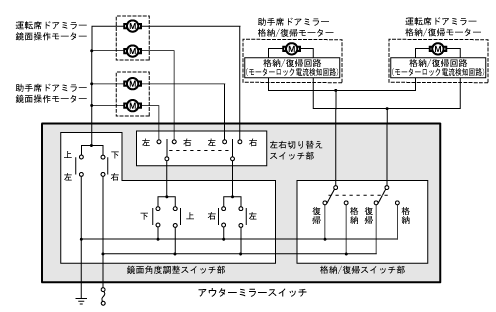 運転席ドアミラー
鏡面操作モーター
助手席ドアミラー
格納/復帰モーター
運転席ドアミラー
格納/復帰モーター
M
M
M
M
格納/復帰回路
(モーターロック電流検知回路)
格納/復帰回路
(モーターロック電流検知回路)
助手席ドアミラー
鏡面操作モーター
M
M
左 右 左 右
左右切り替え
スイッチ部
上 下
左 右
下 上 右 左
復帰 格納 復帰 格納
鏡面角度調整スイッチ部
格納/復帰スイッチ部
アウターミラースイッチ